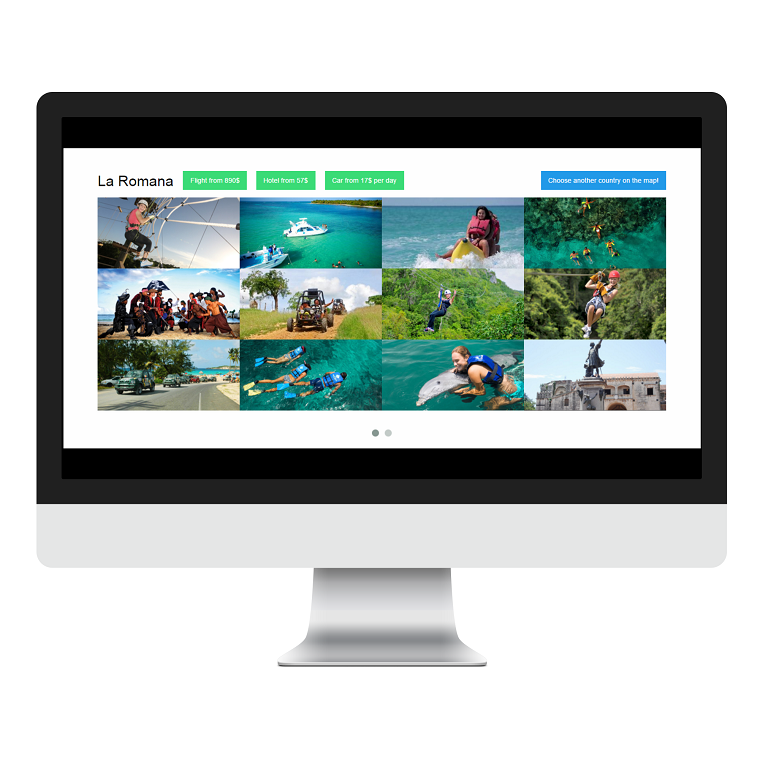 La Romana
Flight from 890$
Hotel from 57$
Car from 17$ per day
Choose another country on the map!